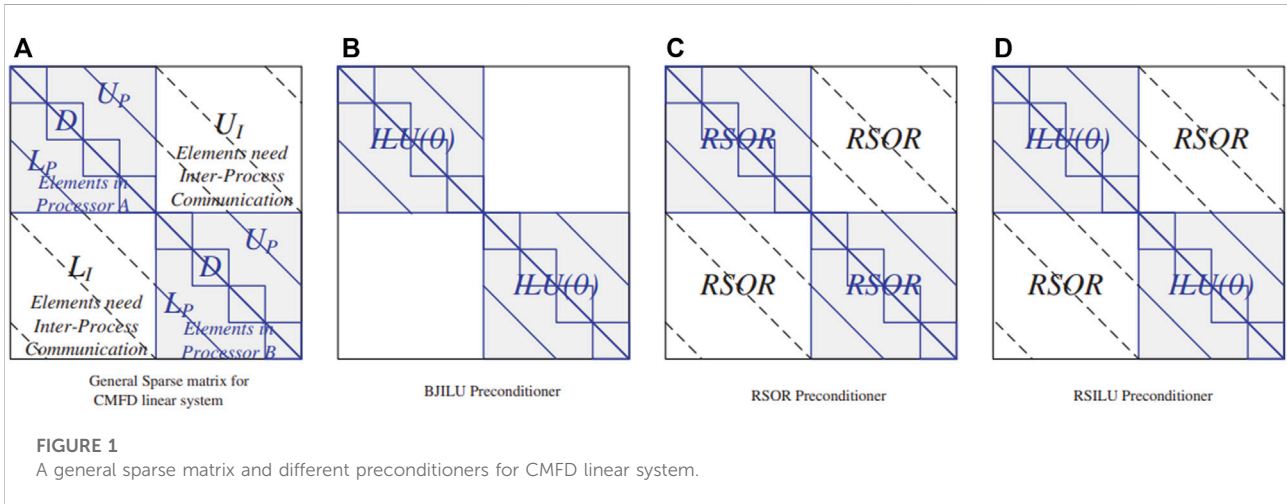 A
U_P
D
L_P
Elements in
Processor A
U_I
Elements need
Inter-Process
Communication
L_I
Elements need
Inter-Process
Communication
U_P
D
L_P
Elements in
Processor B
General Sparse matrix for
CMFD linear system
B
ILU(0)
ILU(0)
BJILU Preconditioner
C
RSOR
RSOR
RSOR
RSOR
RSOR Preconditioner
D
ILU(0)
RSOR
RSOR
ILU(0)
RSILU Preconditioner
FIGURE 1
A general sparse matrix and different preconditioners for CMFD linear system.